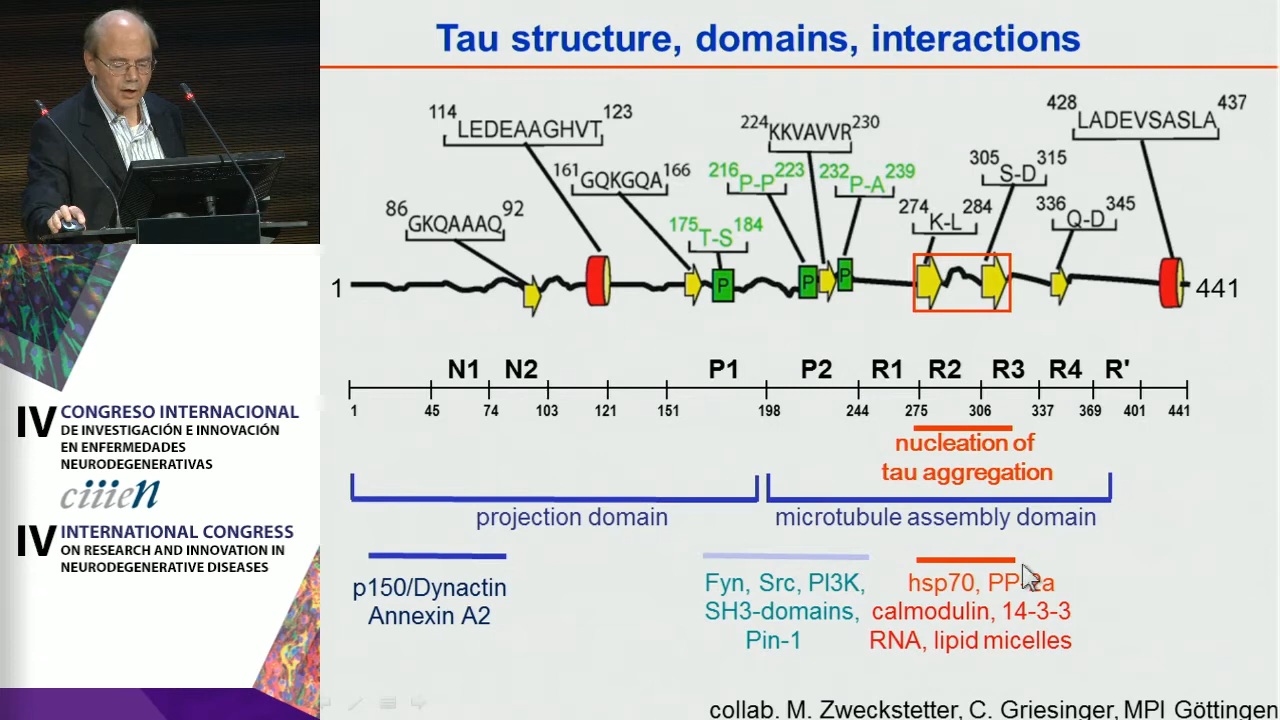 Tau structure, domains, interactions
114 LEDEAAGHVT 123
224 KKVAVVR 230
428 LADEVSASLA 437
161 GQKGQA 166
216 P-P 223
232 P-A 239
305 S-D 315
86 GKQAAAQ 92
175 T-S 184
274 K-L 284
336 Q-D 345
1
P
P
P
441
N1 N2 P1 P2 R1 R2 R3 R4 R'
1 45 74 103 121 151 198 244 275 306 337 369 401 441
nucleation of
tau aggregation
projection domain
microtubule assembly domain
p150/Dynactin
Annexin A2
Fyn, Src, PI3K,
SH3-domains,
Pin-1
hsp70, PP-2a
calmodulin, 14-3-3
RNA, lipid micelles
collab. M. Zweckstetter, C. Griesinger, MPI Göttingen
IV CONGRESO INTERNACIONAL
DE INVESTIGACIÓN E INNOVACIÓN
EN ENFERMEDADES
NEURODEGENERATIVAS
ciiien
IV INTERNATIONAL CONGRESS
ON RESEARCH AND INNOVATION IN
NEURODEGENERATIVE DISEASES